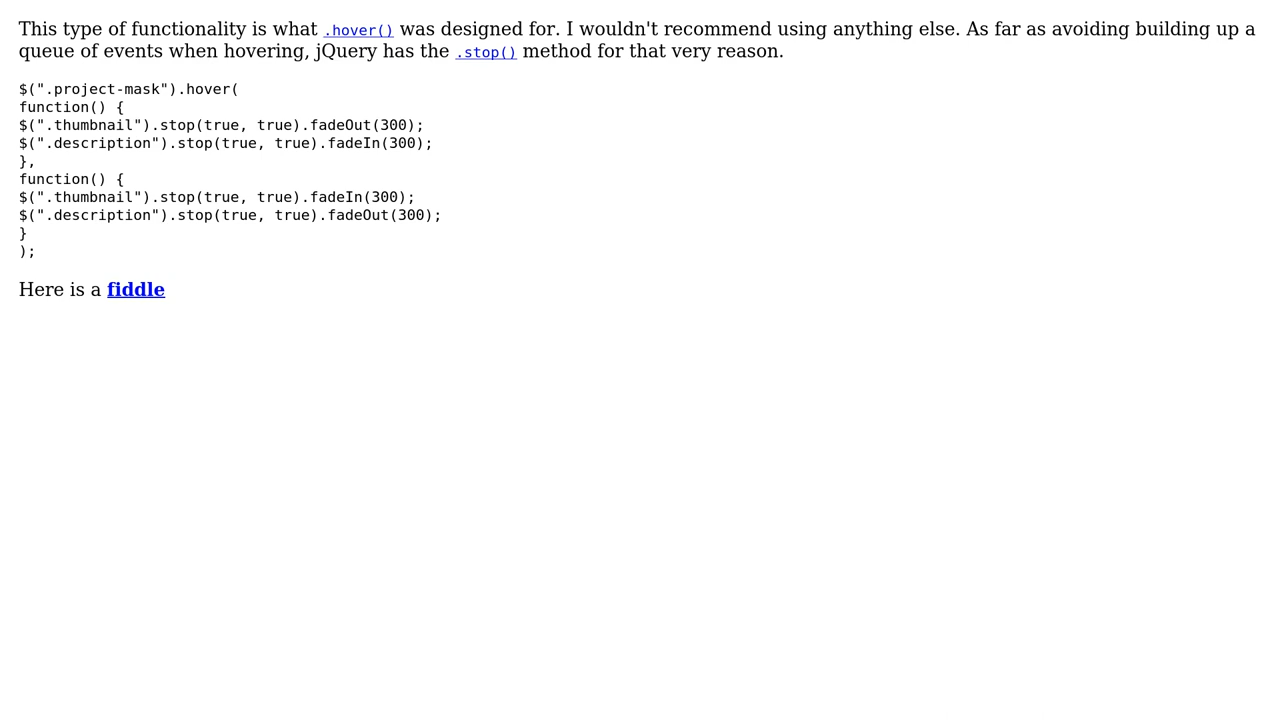 This type of functionality is what .hover() was designed for. I wouldn't recommend using anything else. As far as avoiding building up a
queue of events when hovering, jQuery has the .stop() method for that very reason.
$(".project-mask").hover(
function() {
$(".thumbnail").stop(true, true).fadeOut(300);
$(".description").stop(true, true).fadeIn(300);
},
function() {
$(".thumbnail").stop(true, true).fadeIn(300);
$(".description").stop(true, true).fadeOut(300);
}
);
Here is a fiddle